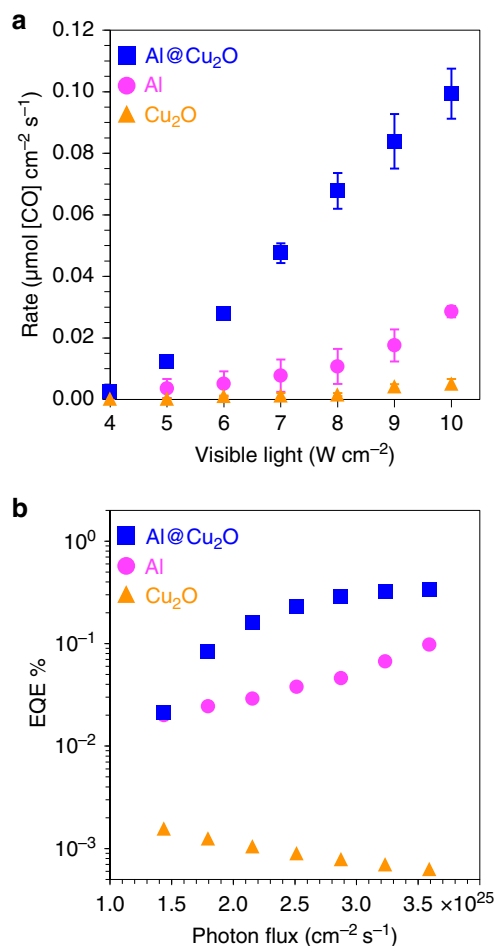 a
0.12
0.10
0.08
0.06
0.04
0.02
0.00
Rate (μmol [CO] cm⁻² s⁻¹)
Al@Cu₂O
Al
Cu₂O
4 5 6 7 8 9 10
Visible light (W cm⁻²)
b
10⁰
10⁻¹
10⁻²
10⁻³
EQE %
Al@Cu₂O
Al
Cu₂O
1.0 1.5 2.0 2.5 3.0 3.5 ×10²⁵
Photon flux (cm⁻² s⁻¹)